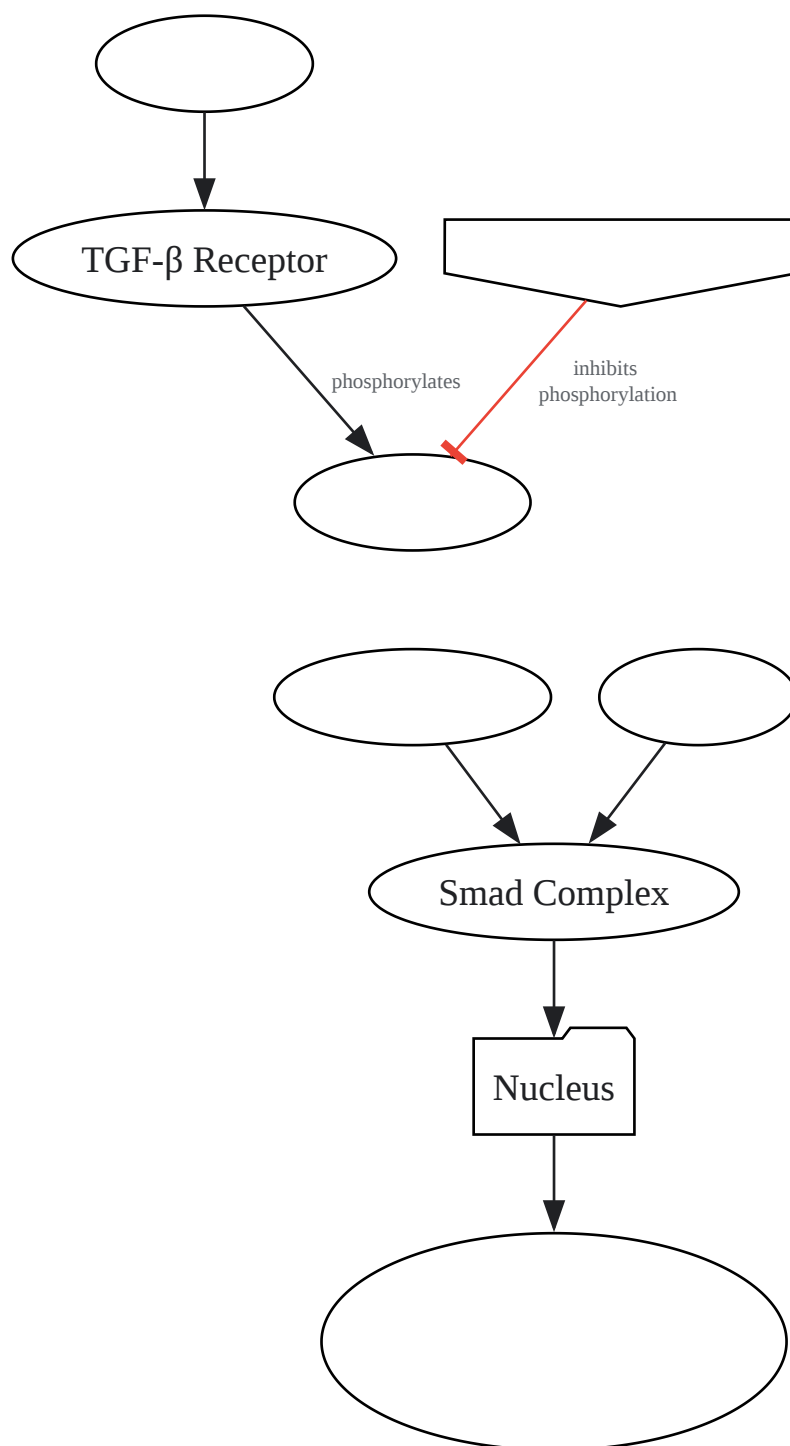 TGF-β Receptor
phosphorylates
inhibits
phosphorylation
Smad Complex
Nucleus